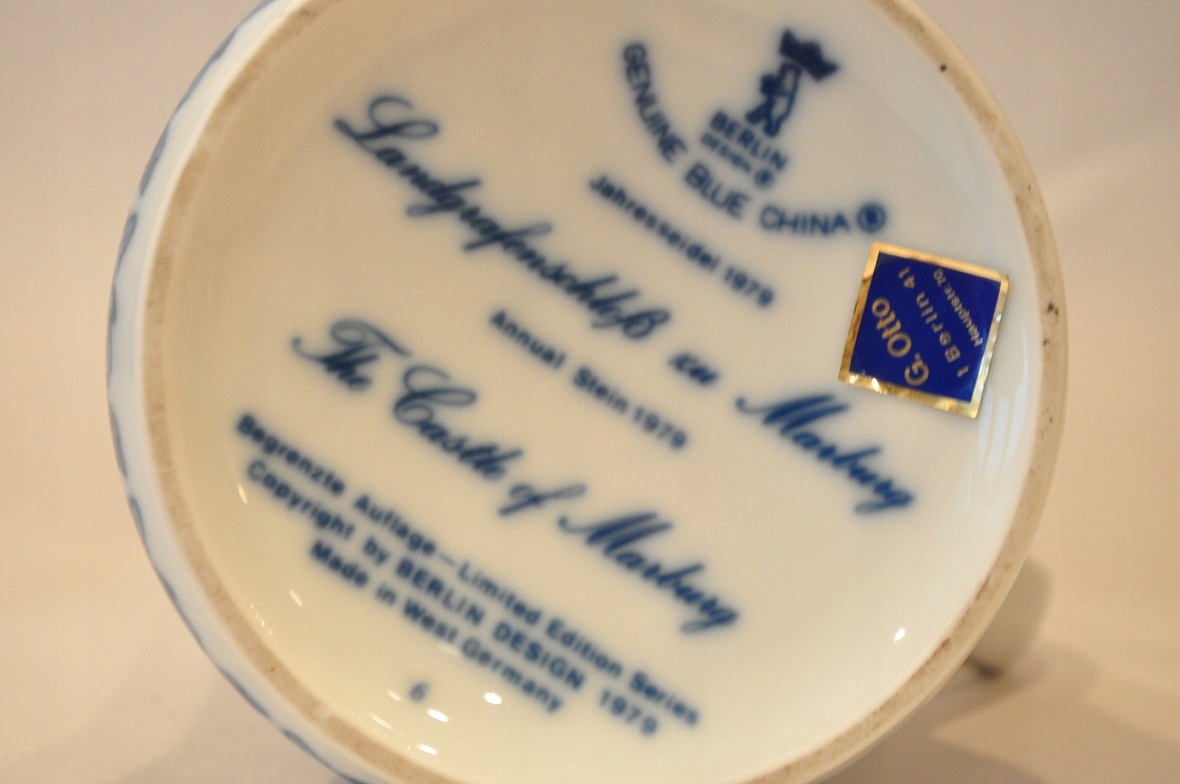 BERLIN
DESIGN ®
GENUINE BLUE CHINA ®
Jahresseidel 1979
Landgrafenschloß zu Marburg
Annual Stein 1979
The Castle of Marburg
Begrenzte Auflage—Limited Edition Series
Copyright by BERLIN DESIGN 1979
Made in West Germany
6
G. Otto
1 Berlin 41
Hauptstr. 70